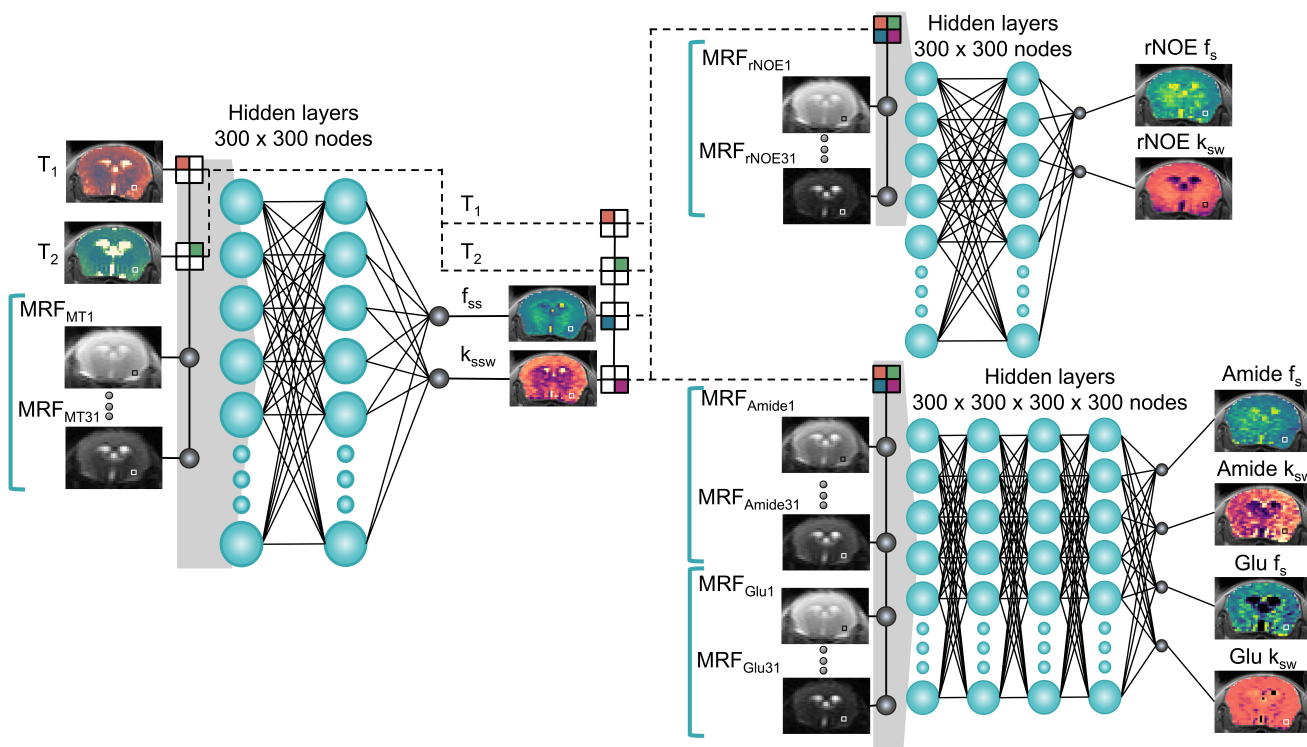 Hidden layers
300 x 300 nodes
T1
T2
MRFMT1
MRFMT31
fss
kssw
T1
T2
Hidden layers
300 x 300 nodes
MRFrNOE1
MRFrNOE31
rNOE fs
rNOE ksw
Hidden layers
300 x 300 x 300 x 300 nodes
MRFAmide1
MRFAmide31
MRFGlu1
MRFGlu31
Amide fs
Amide ksw
Glu fs
Glu ksw